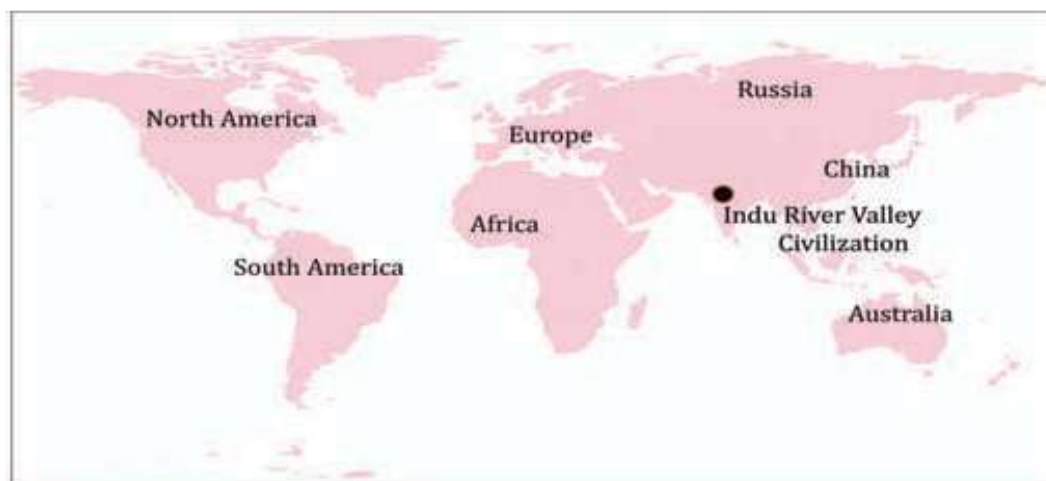 Russia
North America
Europe
China
Indu River Valley
Civilization
Africa
South America
Australia